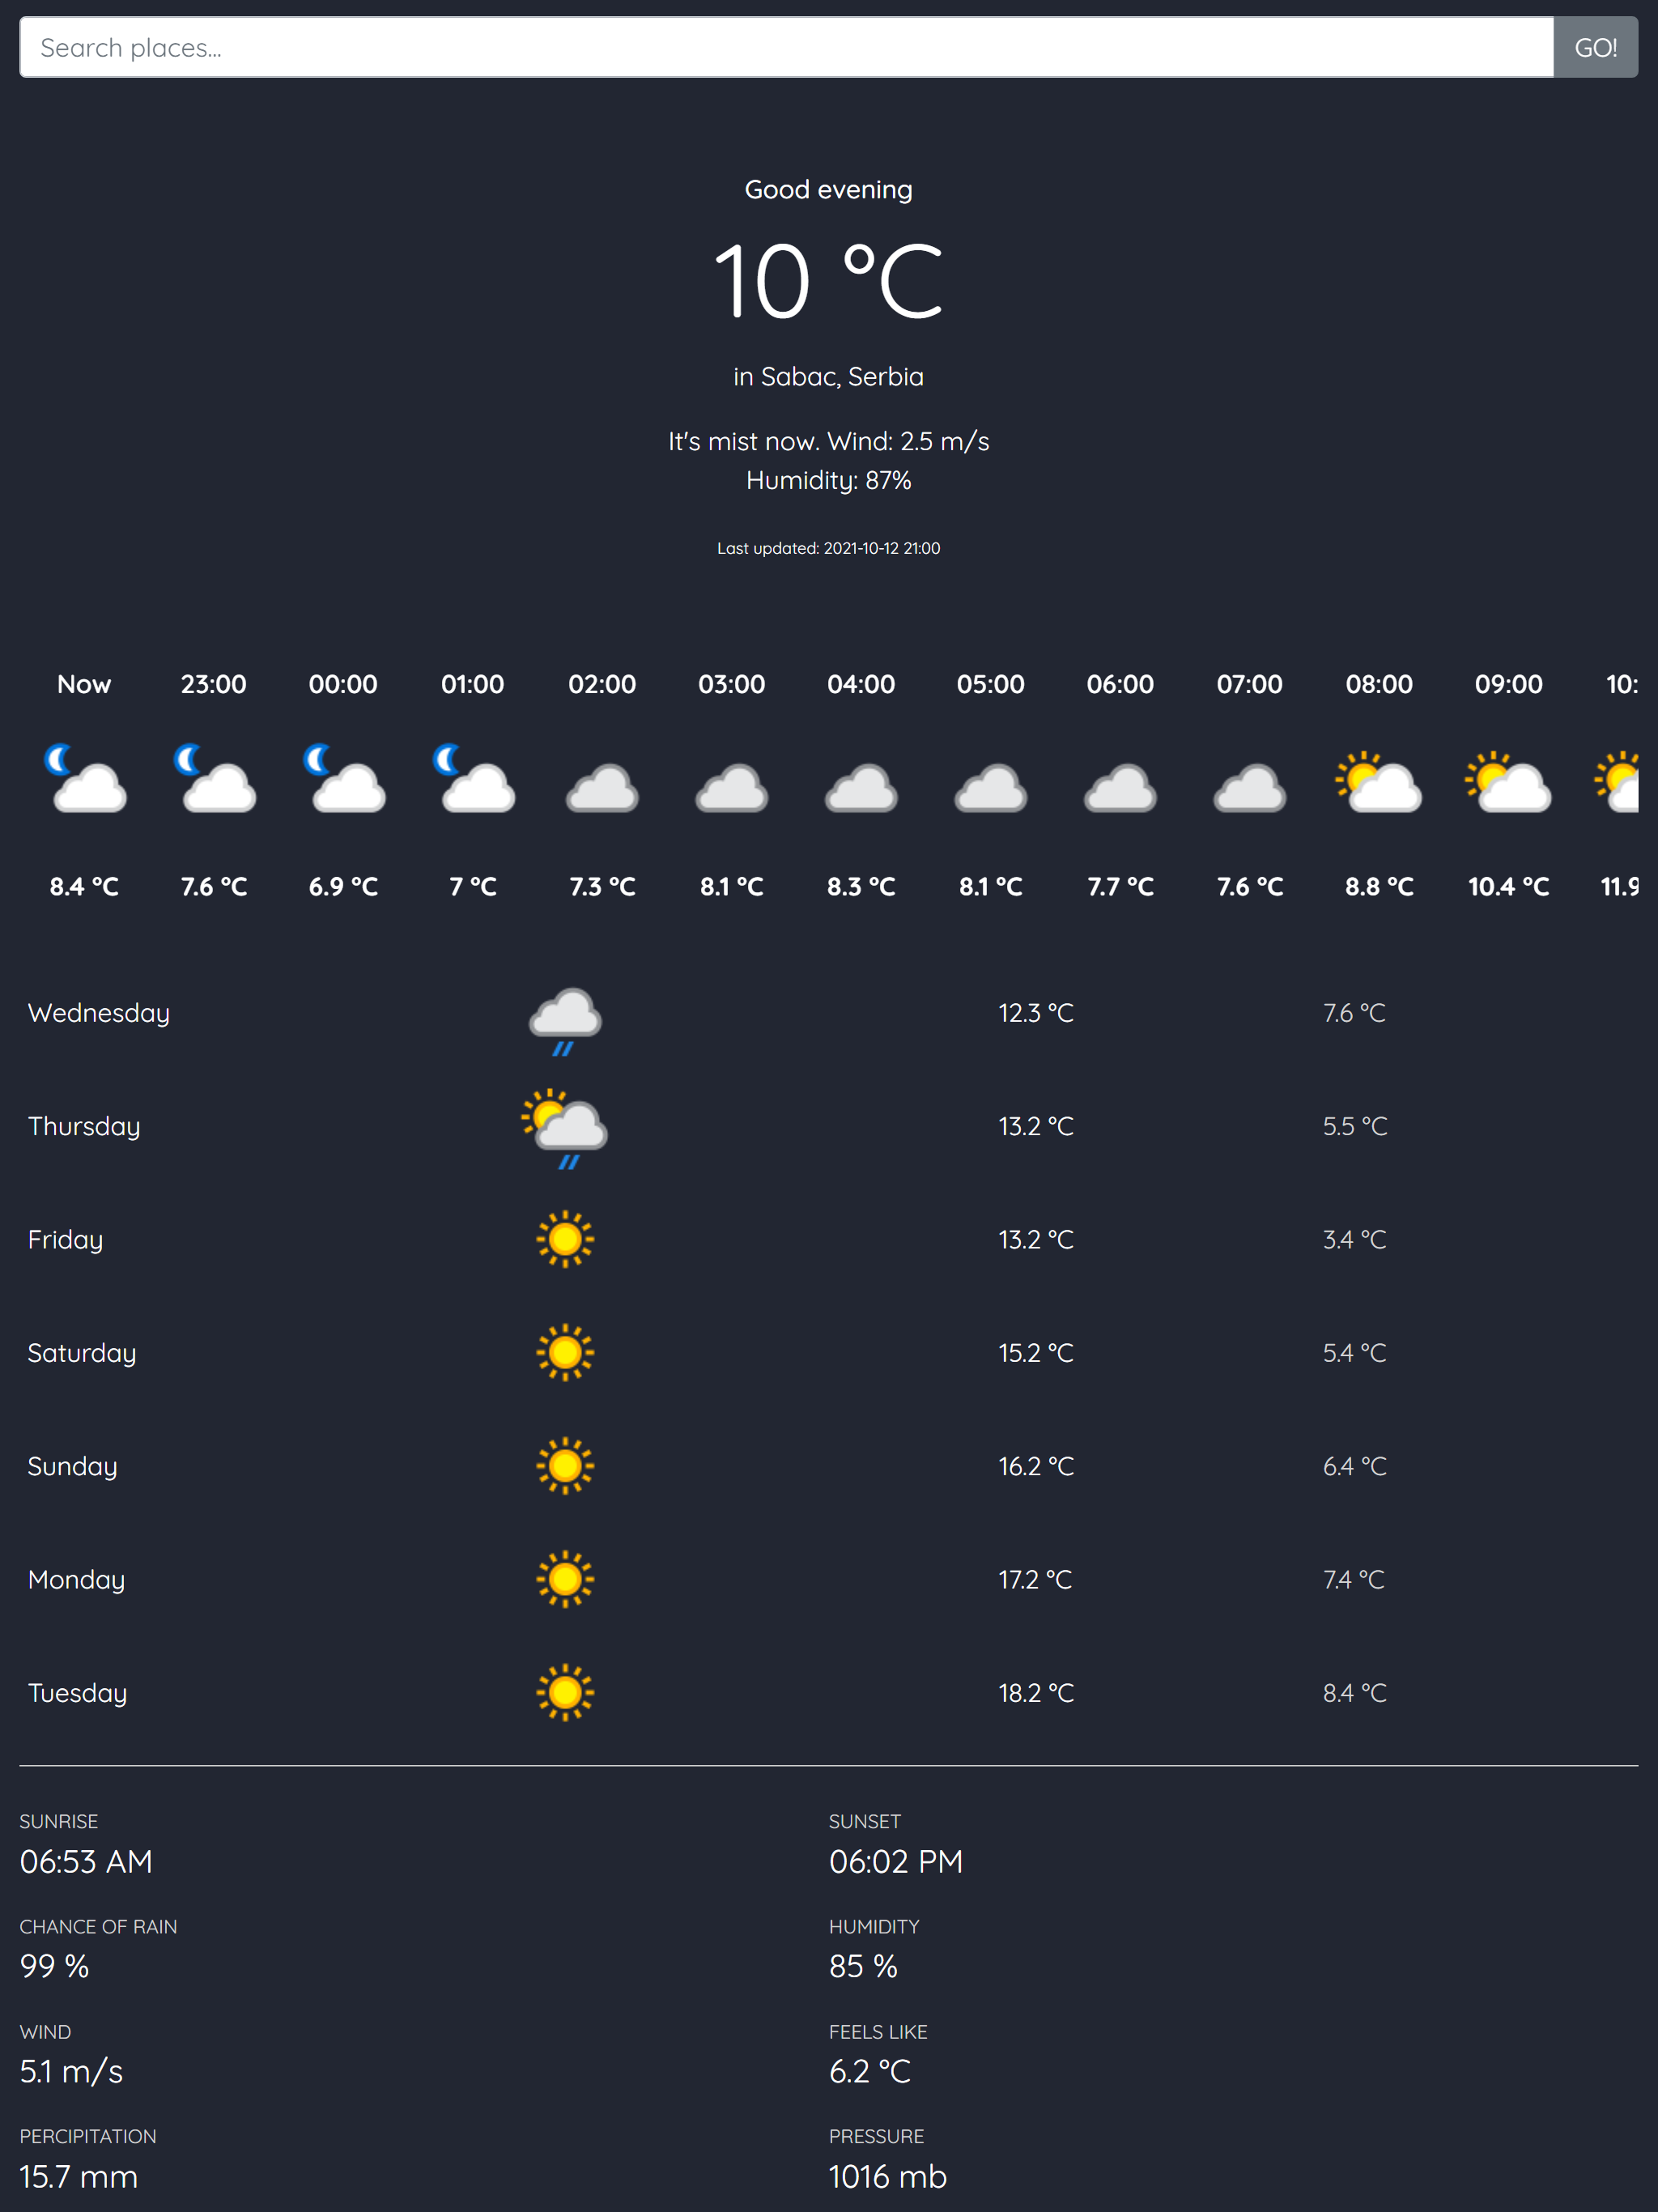 Search places...
GO!
Good evening
10 °C
in Sabac, Serbia
It's mist now. Wind: 2.5 m/s
Humidity: 87%
Last updated: 2021-10-12 21:00
Now 23:00 00:00 01:00 02:00 03:00 04:00 05:00 06:00 07:00 08:00 09:00 10:
8.4 °C 7.6 °C 6.9 °C 7 °C 7.3 °C 8.1 °C 8.3 °C 8.1 °C 7.7 °C 7.6 °C 8.8 °C 10.4 °C 11.9
Wednesday 12.3 °C 7.6 °C
Thursday 13.2 °C 5.5 °C
Friday 13.2 °C 3.4 °C
Saturday 15.2 °C 5.4 °C
Sunday 16.2 °C 6.4 °C
Monday 17.2 °C 7.4 °C
Tuesday 18.2 °C 8.4 °C
SUNRISE SUNSET
06:53 AM 06:02 PM
CHANCE OF RAIN HUMIDITY
99 % 85 %
WIND FEELS LIKE
5.1 m/s 6.2 °C
PERCIPITATION PRESSURE
15.7 mm 1016 mb